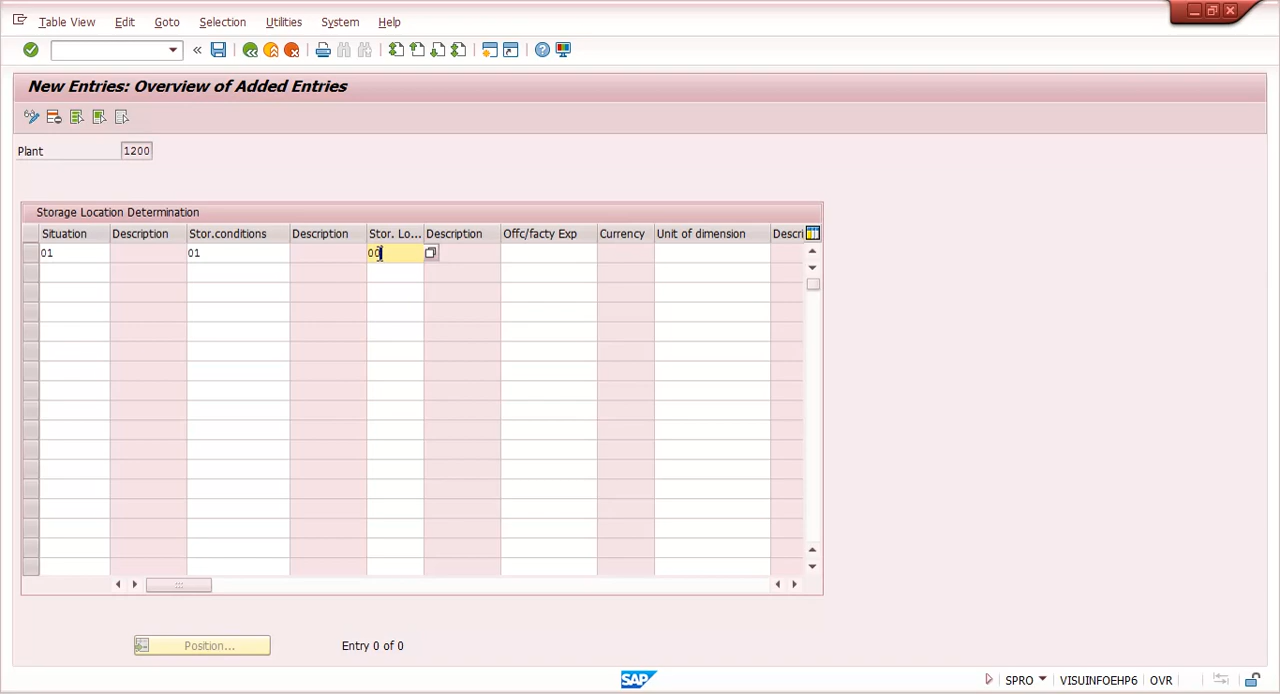 Table View Edit Goto Selection Utilities System Help
New Entries: Overview of Added Entries
Plant 1200
Storage Location Determination
Situation Description Stor.conditions Description Stor. Lo... Description Offc/facty Exp Currency Unit of dimension Descri
01 01 00
Position... Entry 0 of 0
SAP SPRO VISUINFOEHP6 OVR